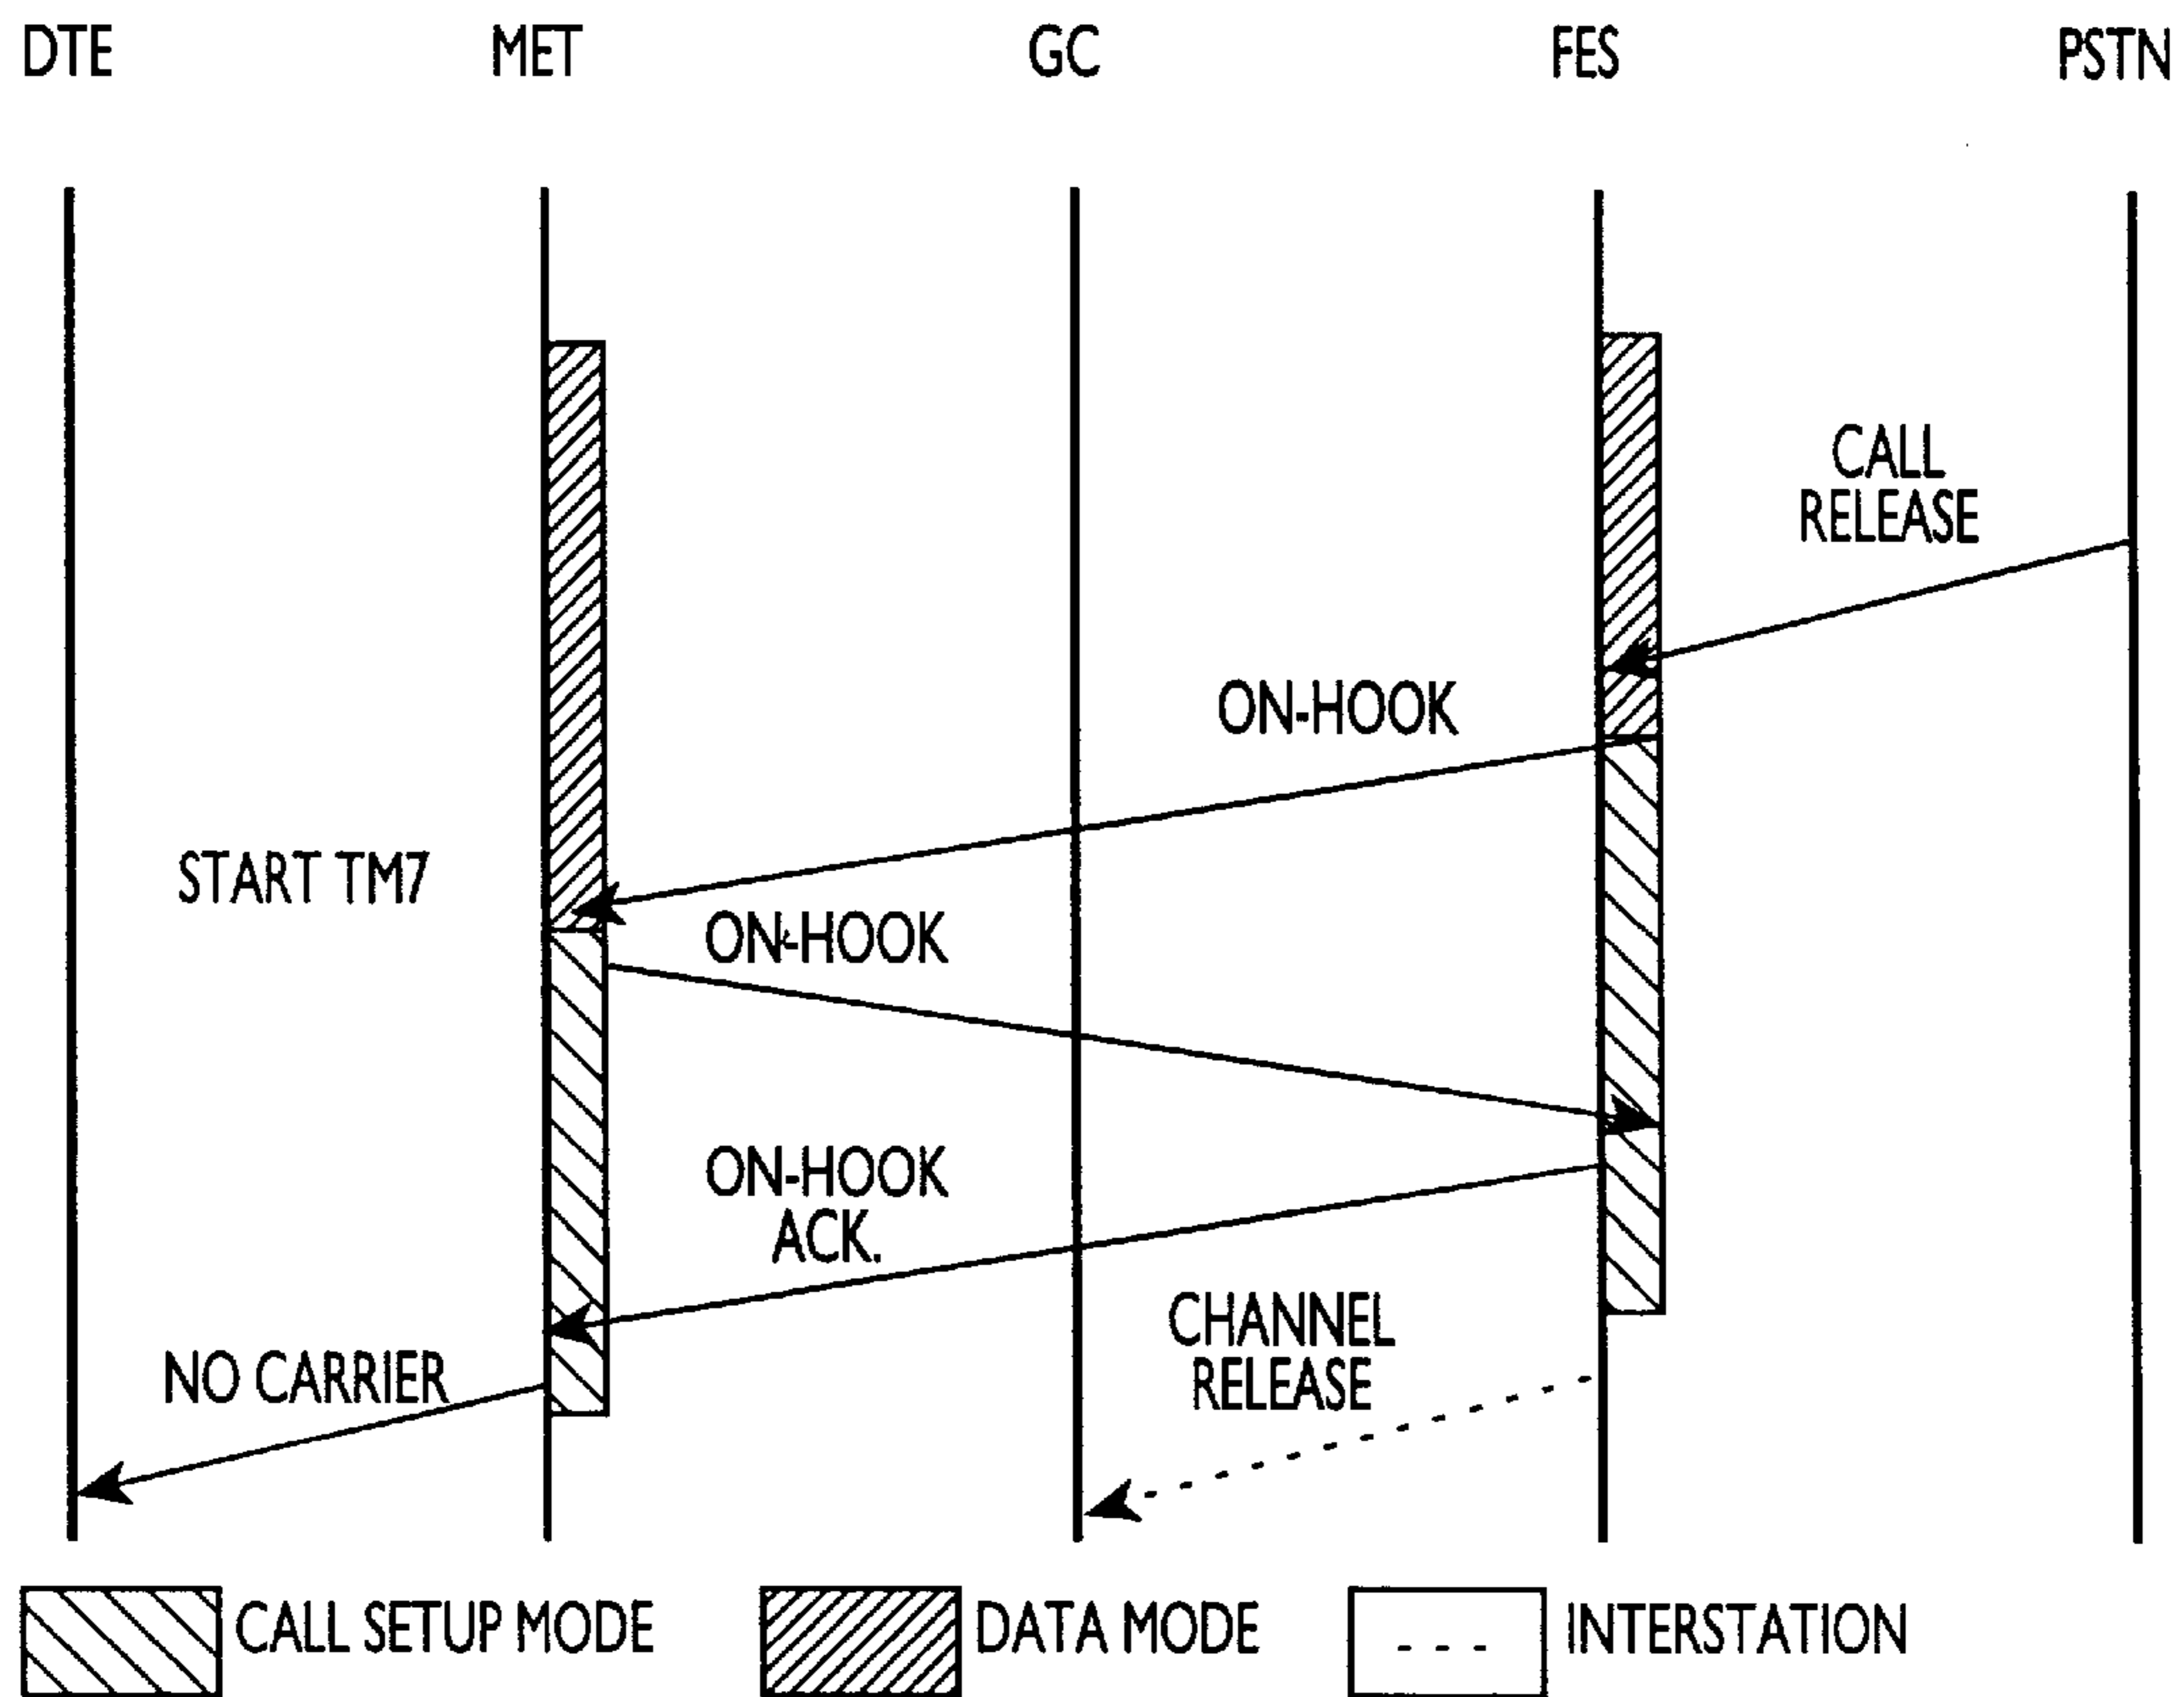 DTE MET GC FES PSTN
CALL
RELEASE
ON-HOOK
START TM7
ON-HOOK
ON-HOOK
ACK.
CHANNEL
RELEASE
NO CARRIER
CALL SETUP MODE DATA MODE INTERSTATION